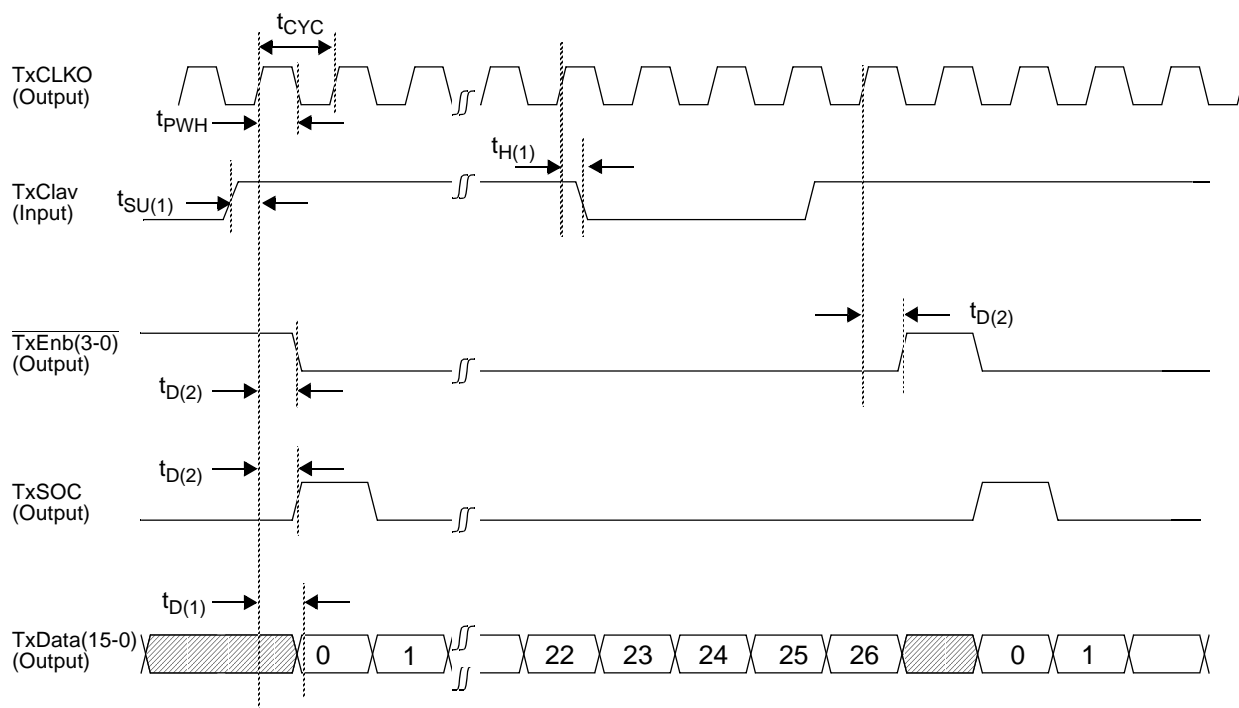 tCYC
TxCLKO
(Output)
tPWH
tH(1)
TxClav
(Input)
tSU(1)
TxEnb(3-0)
(Output)
tD(2)
tD(2)
tD(2)
TxSOC
(Output)
tD(1)
TxData(15-0)
(Output)
0 1 22 23 24 25 26 0 1